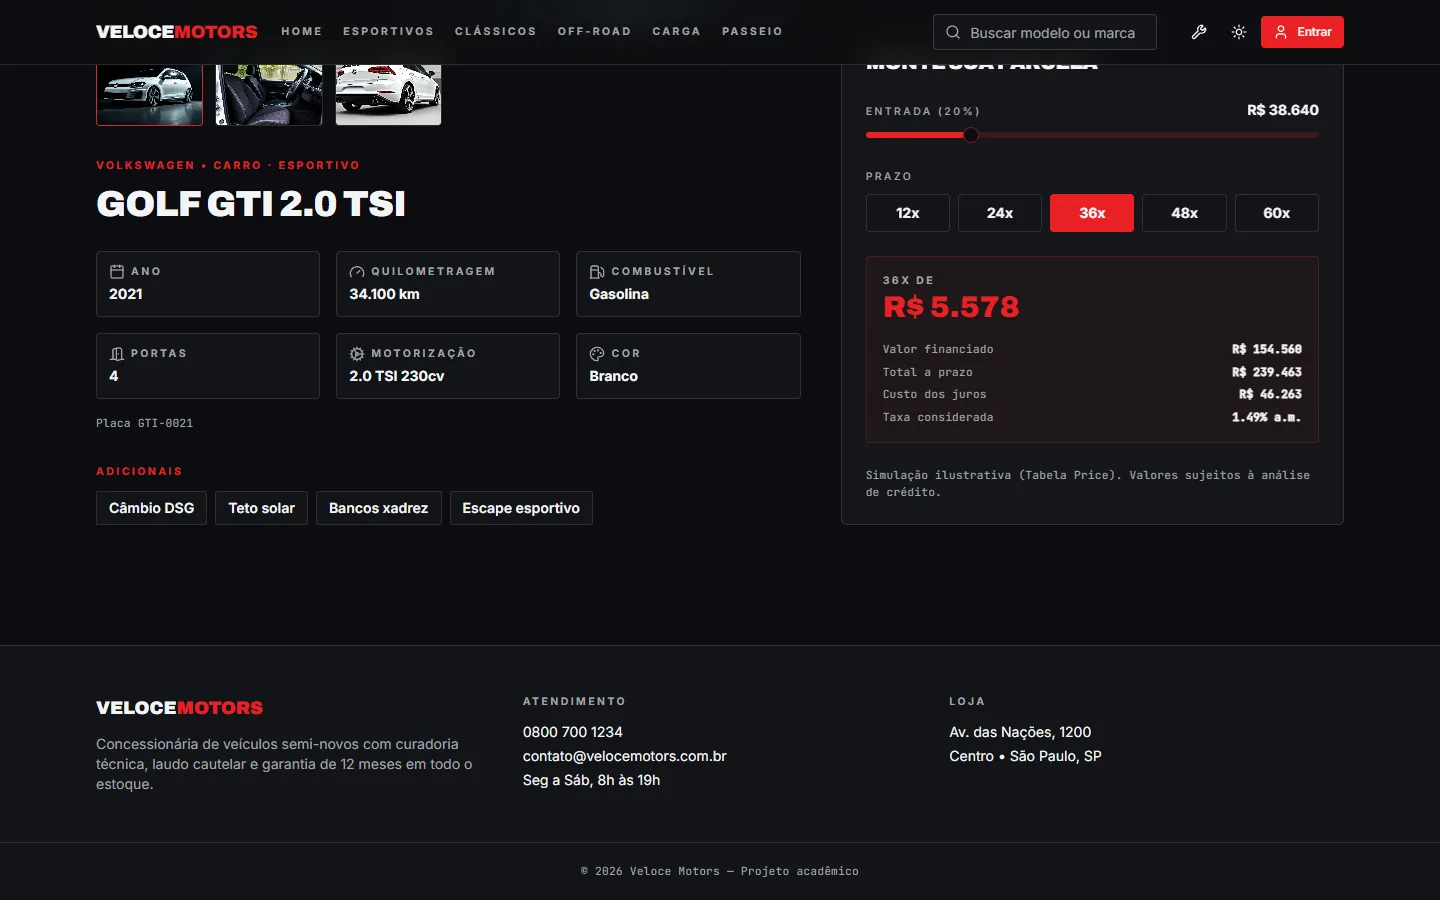 VELOCEMOTORS HOME ESPORTIVOS CLÁSSICOS OFF-ROAD CARGA PASSEIO Buscar modelo ou marca Entrar
VOLKSWAGEN • CARRO · ESPORTIVO
GOLF GTI 2.0 TSI
ANO
2021
QUILOMETRAGEM
34.100 km
COMBUSTÍVEL
Gasolina
PORTAS
4
MOTORIZAÇÃO
2.0 TSI 230cv
COR
Branco
Placa GTI-0021
ADICIONAIS
Câmbio DSG
Teto solar
Bancos xadrez
Escape esportivo
MONTE SUA PARCELA
ENTRADA (20%) R$ 38.640
PRAZO
12x 24x 36x 48x 60x
36X DE
R$ 5.578
Valor financiado R$ 154.560
Total a prazo R$ 239.463
Custo dos juros R$ 46.263
Taxa considerada 1.49% a.m.
Simulação ilustrativa (Tabela Price). Valores sujeitos à análise
de crédito.
VELOCEMOTORS
Concessionária de veículos semi-novos com curadoria
técnica, laudo cautelar e garantia de 12 meses em todo o
estoque.
ATENDIMENTO
0800 700 1234
contato@velocemotors.com.br
Seg a Sáb, 8h às 19h
LOJA
Av. das Nações, 1200
Centro • São Paulo, SP
© 2026 Veloce Motors — Projeto acadêmico